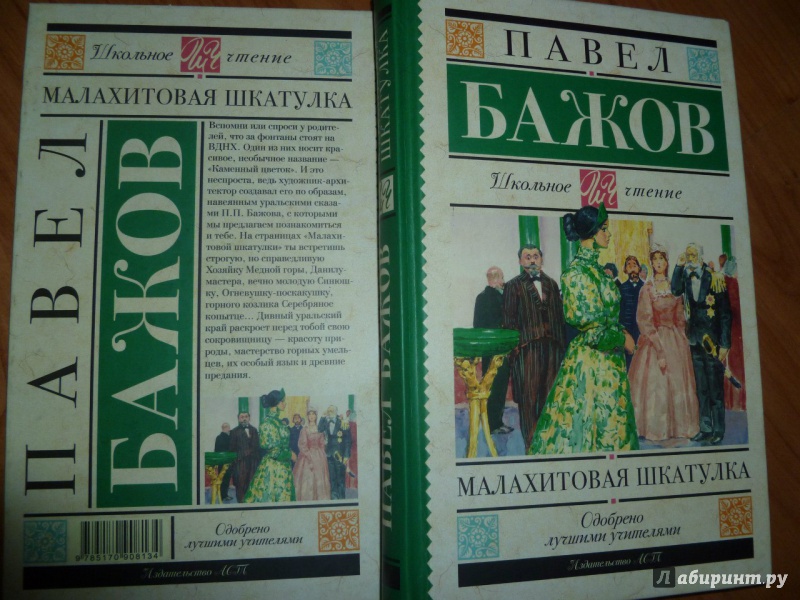 Школьное ШЧ чтение
МАЛАХИТОВАЯ ШКАТУЛКА
ПАВЕЛ
БАЖОВ
Вспомни или спроси у родите-
лей, что за фонтаны стоят на
ВДНХ. Один из них носит кра-
сивое, необычное название —
«Каменный цветок». И это
неспроста, ведь художник-архи-
тектор создавал его по образам,
навеянным уральскими сказа-
ми П.П. Бажова, с которыми
мы предлагаем познакомиться
и тебе. На страницах «Малахи-
товой шкатулки» ты встретишь
строгую, но справедливую
Хозяйку Медной горы, Данилу-
мастера, вечно молодую Синюш-
ку, Огневушку-поскакушку,
горного козлика Серебряное
копытце... Дивный уральский
край раскроет перед тобой свою
сокровищницу — красоту при-
роды, мастерство горных умель-
цев, их особый язык и древние
предания.
9785170908134
Одобрено
лучшими учителями
Издательство АСТ
ПАВЕЛ БАЖОВ ШЧ ШКАТУЛКА
ПАВЕЛ
БАЖОВ
Школьное ШЧ чтение
МАЛАХИТОВАЯ ШКАТУЛКА
Одобрено
лучшими учителями
Издательство АСТ
Лабиринт.ру